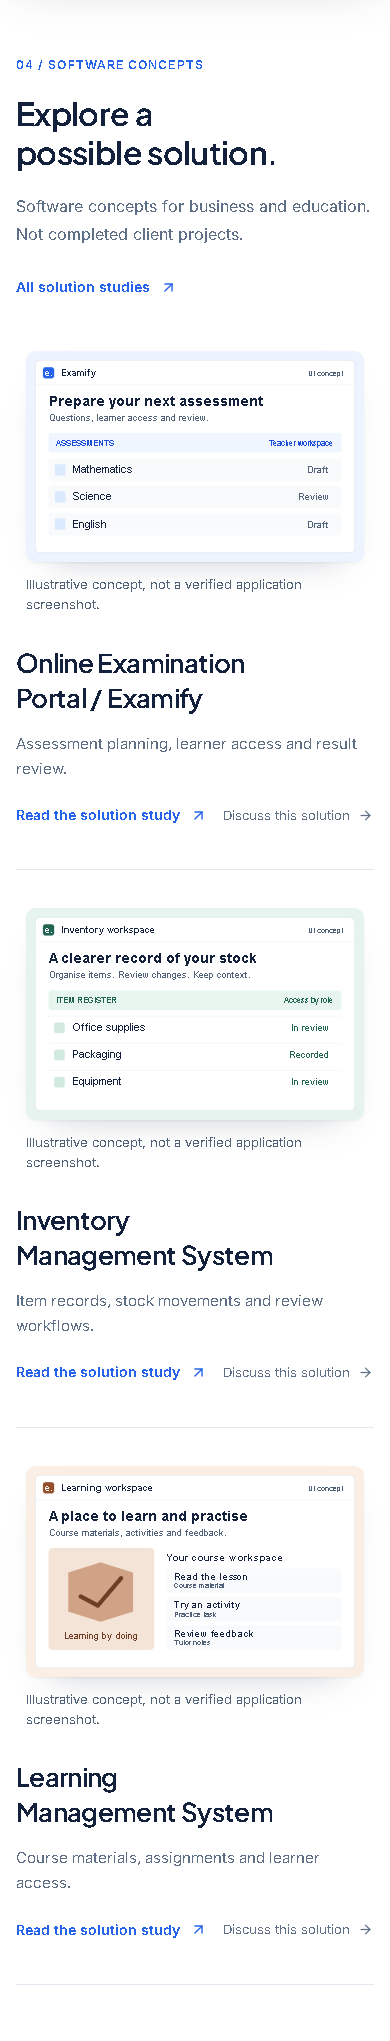 04 / SOFTWARE CONCEPTS
Explore a
possible solution.
Software concepts for business and education.
Not completed client projects.
All solution studies
e. Examify UI concept
Prepare your next assessment
Questions, learner access and review.
ASSESSMENTS Teacher workspace
Mathematics Draft
Science Review
English Draft
Illustrative concept, not a verified application
screenshot.
Online Examination
Portal / Examify
Assessment planning, learner access and result
review.
Read the solution study Discuss this solution
e. Inventory workspace UI concept
A clearer record of your stock
Organise items. Review changes. Keep context.
ITEM REGISTER Access by role
Office supplies In review
Packaging Recorded
Equipment In review
Illustrative concept, not a verified application
screenshot.
Inventory
Management System
Item records, stock movements and review
workflows.
Read the solution study Discuss this solution
e. Learning workspace UI concept
A place to learn and practise
Course materials, activities and feedback.
Your course workspace
Read the lesson
Course material
Try an activity
Practice task
Review feedback
Tutor notes
Learning by doing
Illustrative concept, not a verified application
screenshot.
Learning
Management System
Course materials, assignments and learner
access.
Read the solution study Discuss this solution